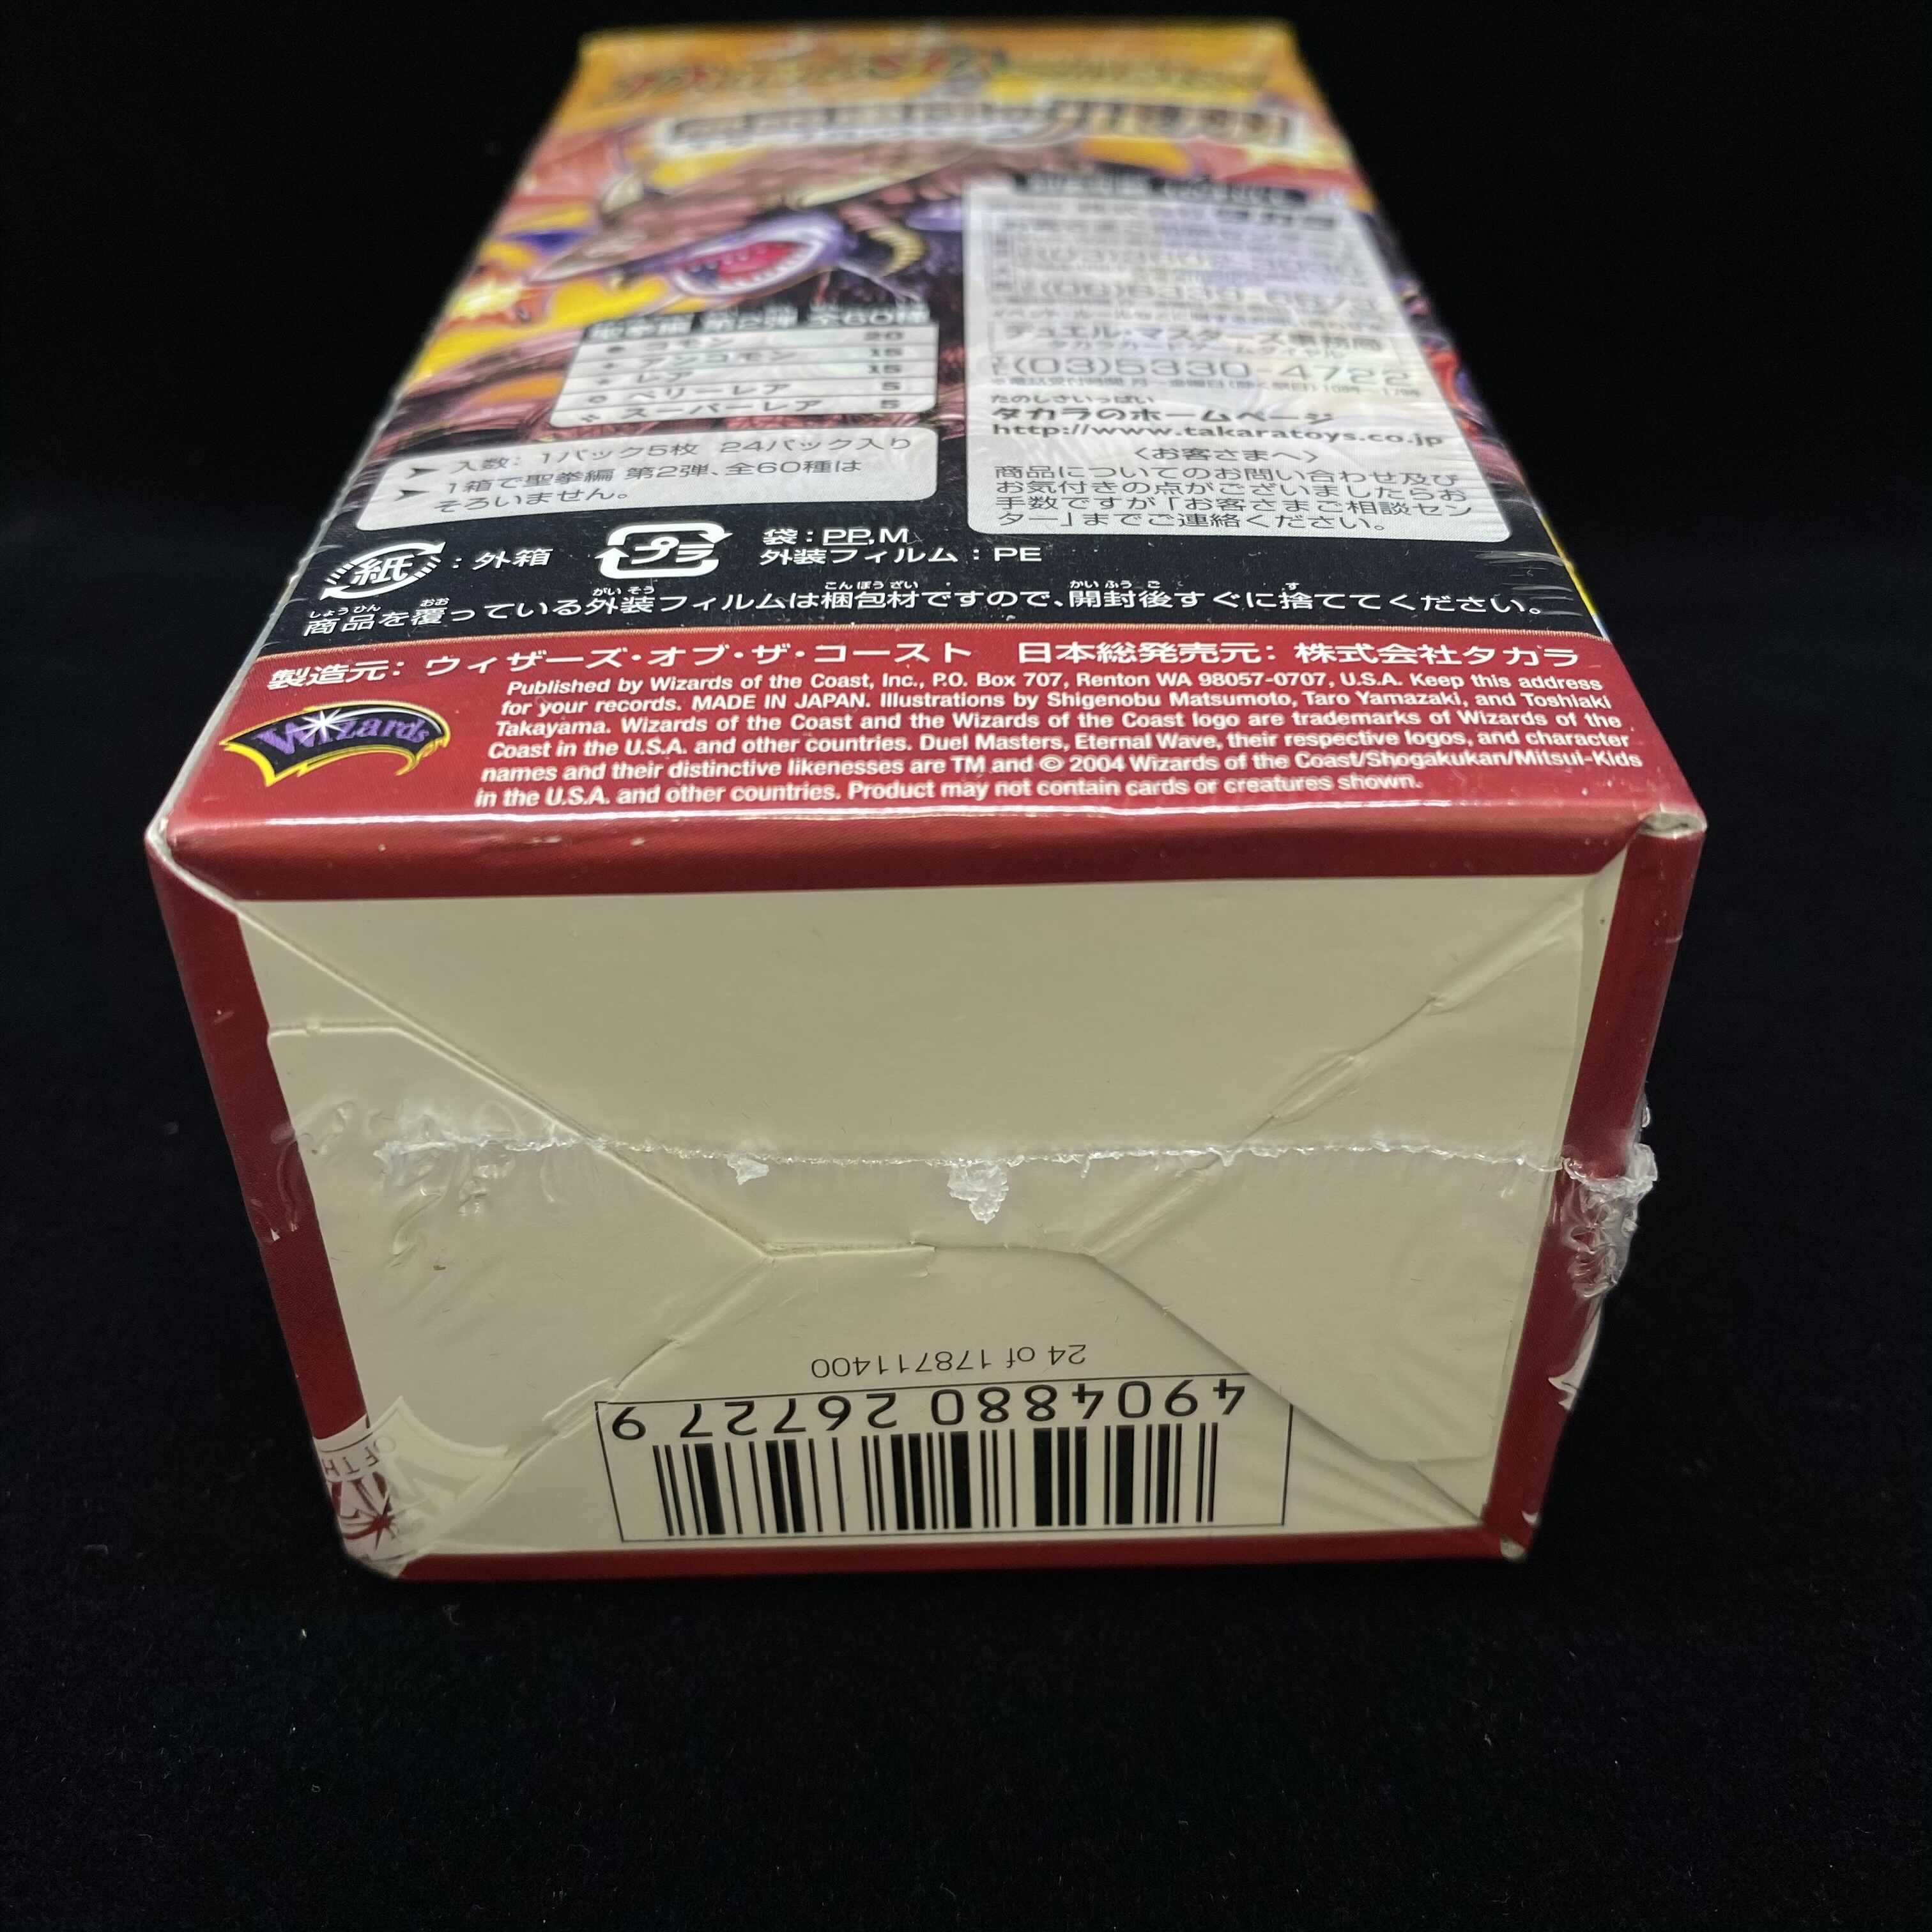 聖拳編 第2弾 全60種
コモン 20
アンコモン 15
レア 15
ベリーレア 5
スーパーレア 5
入数: 1パック5枚 24パック入り
1箱で聖拳編 第2弾、全60種は
そろいません。
タカラ
デュエル・マスターズ事務局
(03)5330-4722
たのしさいっぱい
タカラのホームページ
http://www.takaratoys.co.jp
〈お客さまへ〉
商品についてのお問い合わせ及び
お気付きの点がございましたらお
手数ですが「お客さまご相談セン
ター」までご連絡ください。
紙 : 外箱
プラ 袋 : PP,M
外装フィルム : PE
商品を覆っている外装フィルムは梱包材ですので、開封後すぐに捨ててください。
製造元: ウィザーズ・オブ・ザ・コースト 日本総発売元: 株式会社タカラ
Wizards
Published by Wizards of the Coast, Inc., P.O. Box 707, Renton WA 98057-0707, U.S.A. Keep this address
for your records. MADE IN JAPAN. Illustrations by Shigenobu Matsumoto, Taro Yamazaki, and Toshiaki
Takayama. Wizards of the Coast and the Wizards of the Coast logo are trademarks of Wizards of the
Coast in the U.S.A. and other countries. Duel Masters, Eternal Wave, their respective logos, and character
names and their distinctive likenesses are TM and © 2004 Wizards of the Coast/Shogakukan/Mitsui-Kids
in the U.S.A. and other countries. Product may not contain cards or creatures shown.
24 of 178711400
4904880 267279
OF TH